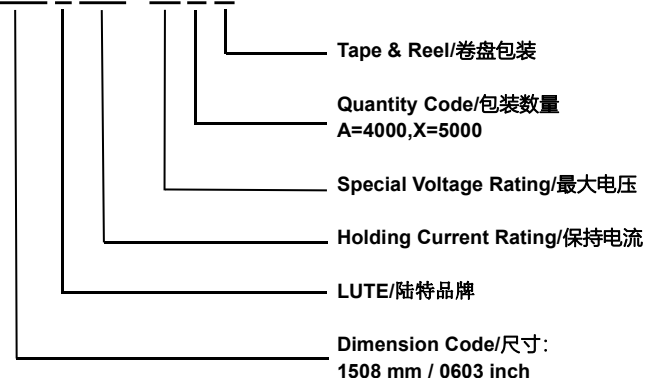 Tape & Reel/卷盘包装
Quantity Code/包装数量
A=4000,X=5000
Special Voltage Rating/最大电压
Holding Current Rating/保持电流
LUTE/陆特品牌
Dimension Code/尺寸：
1508 mm / 0603 inch